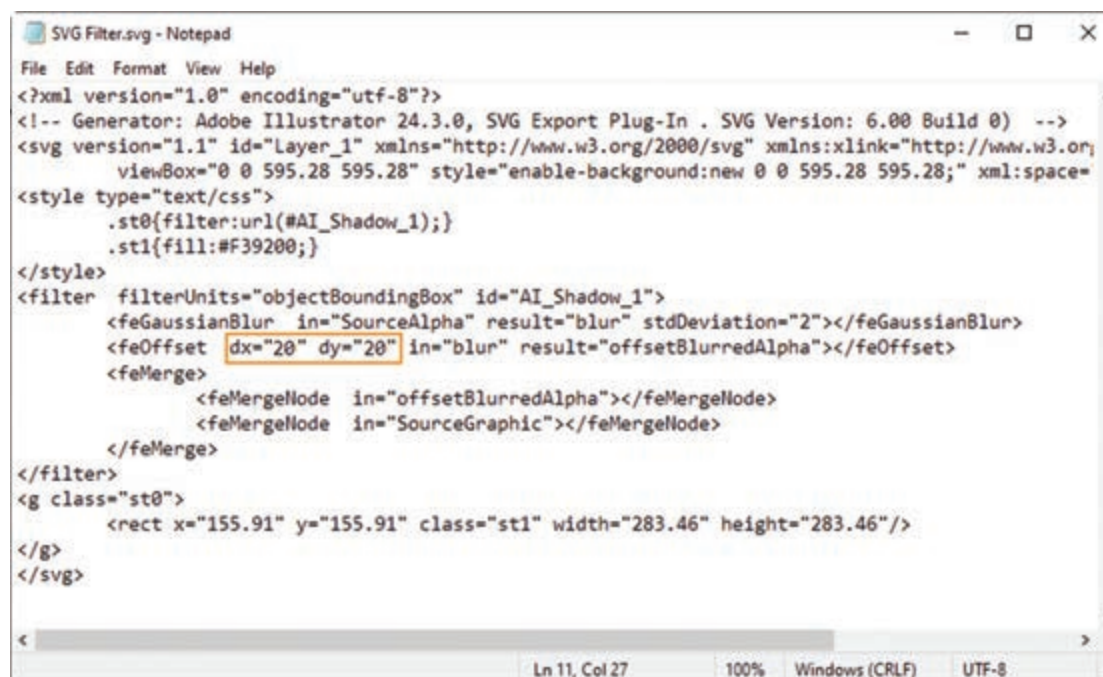 SVG Filter.svg - Notepad
File Edit Format View Help
<?xml version="1.0" encoding="utf-8"?>
<!-- Generator: Adobe Illustrator 24.3.0, SVG Export Plug-In . SVG Version: 6.00 Build 0) -->
<svg version="1.1" id="Layer_1" xmlns="http://www.w3.org/2000/svg" xmlns:xlink="http://www.w3.org
viewBox="0 0 595.28 595.28" style="enable-background:new 0 0 595.28 595.28;" xml:space=
<style type="text/css">
.st0{filter:url(#AI_Shadow_1);}
.st1{fill:#F39200;}
</style>
<filter filterUnits="objectBoundingBox" id="AI_Shadow_1">
<feGaussianBlur in="SourceAlpha" result="blur" stdDeviation="2"></feGaussianBlur>
<feOffset dx="20" dy="20" in="blur" result="offsetBlurredAlpha"></feOffset>
<feMerge>
<feMergeNode in="offsetBlurredAlpha"></feMergeNode>
<feMergeNode in="SourceGraphic"></feMergeNode>
</feMerge>
</filter>
<g class="st0">
<rect x="155.91" y="155.91" class="st1" width="283.46" height="283.46"/>
</g>
</svg>
Ln 11, Col 27 100% Windows (CRLF) UTF-8